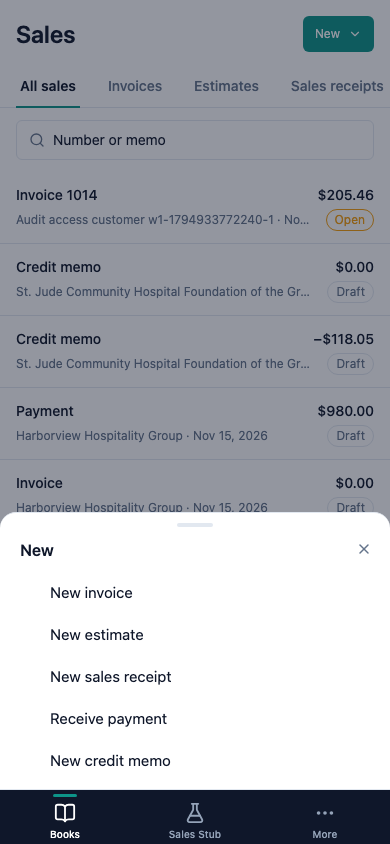 Sales
New
All sales
Invoices
Estimates
Sales receipts
Number or memo
Invoice 1014
$205.46
Audit access customer w1-1794933772240-1 · No...
Open
Credit memo
$0.00
St. Jude Community Hospital Foundation of the Gr...
Draft
Credit memo
−$118.05
St. Jude Community Hospital Foundation of the Gr...
Draft
Payment
$980.00
Harborview Hospitality Group · Nov 15, 2026
Draft
Invoice
$0.00
Harborview Hospitality Group · Nov 15, 2026
Draft
New
New invoice
New estimate
New sales receipt
Receive payment
New credit memo
Books
Sales Stub
More